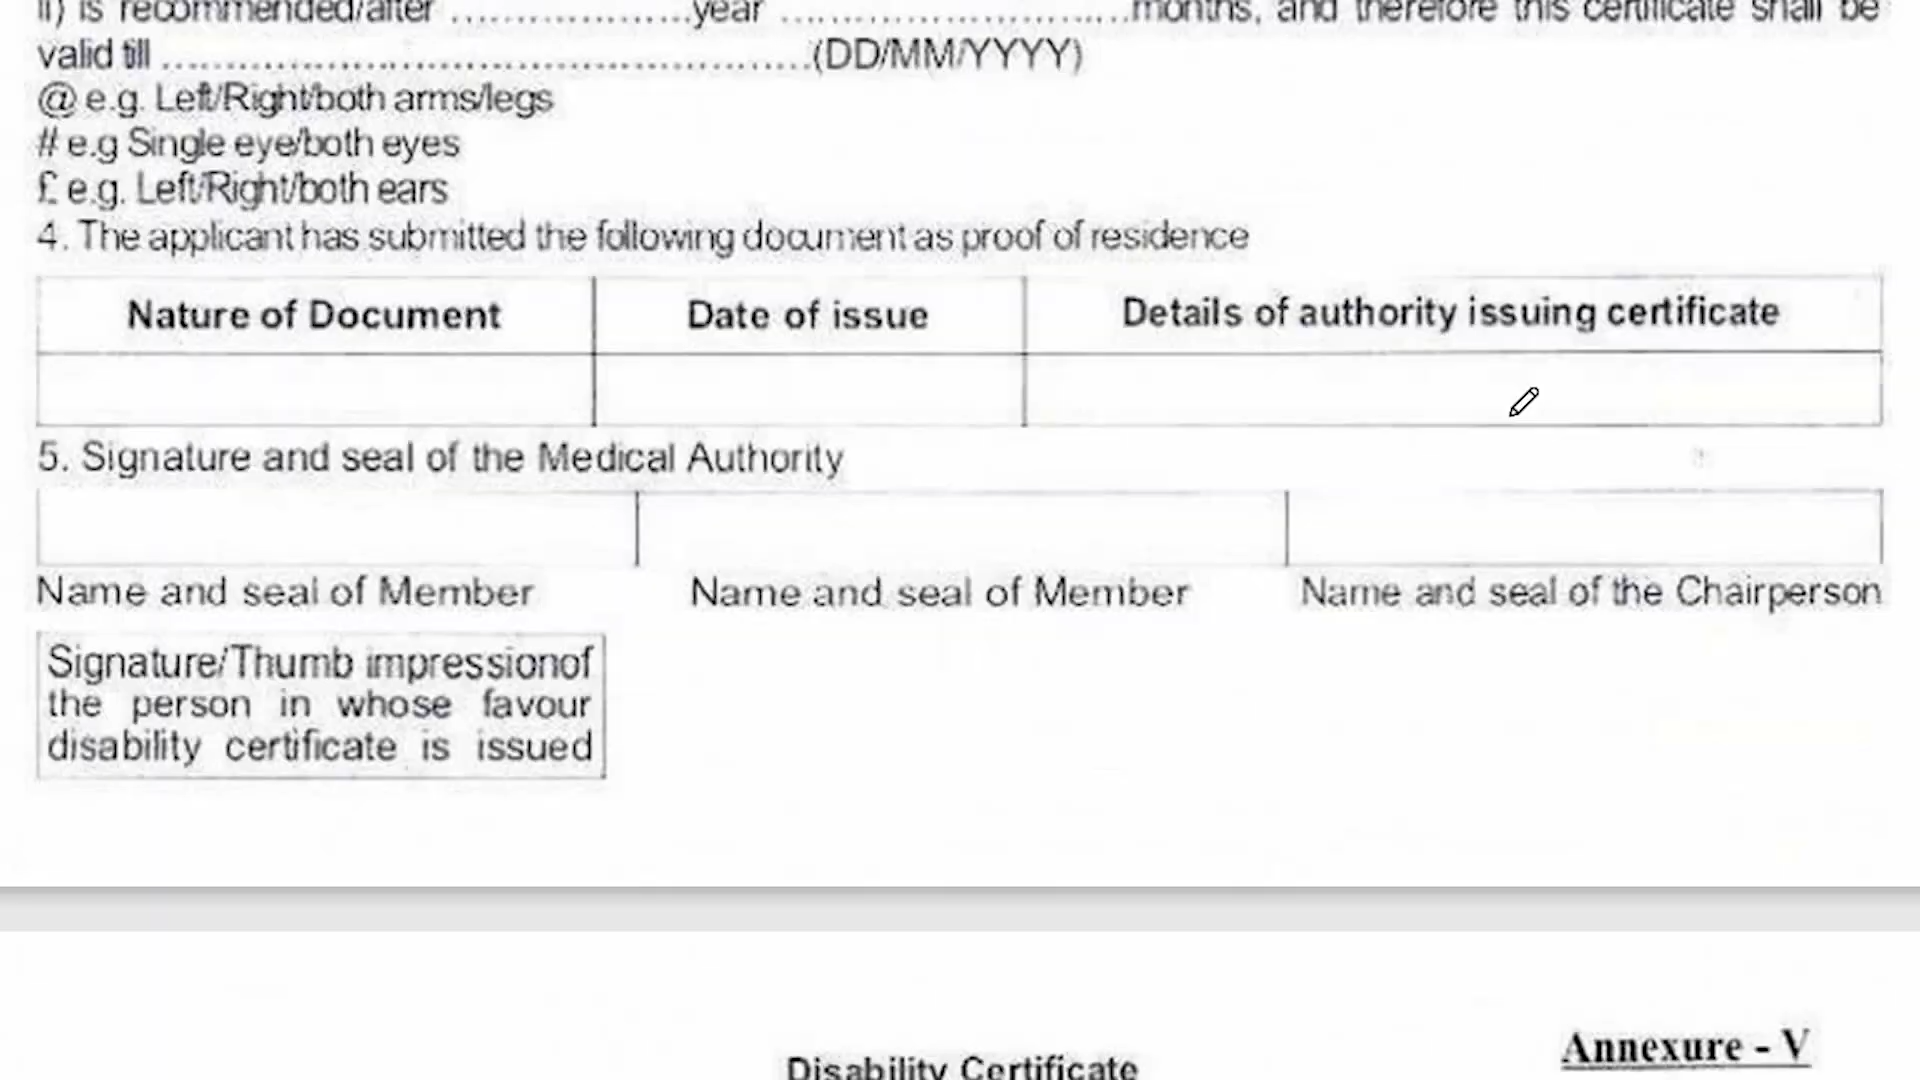 ii) is recommended/after ....................year ..............................months, and therefore this certificate shall be
valid till ........................................................(DD/MM/YYYY)
@ e.g. Left/Right/both arms/legs
# e.g Single eye/both eyes
£ e.g. Left/Right/both ears
4. The applicant has submitted the following document as proof of residence
Nature of Document Date of issue Details of authority issuing certificate
5. Signature and seal of the Medical Authority
Name and seal of Member Name and seal of Member Name and seal of the Chairperson
Signature/Thumb impressionof
the person in whose favour
disability certificate is issued
Annexure - V
Disability Certificate